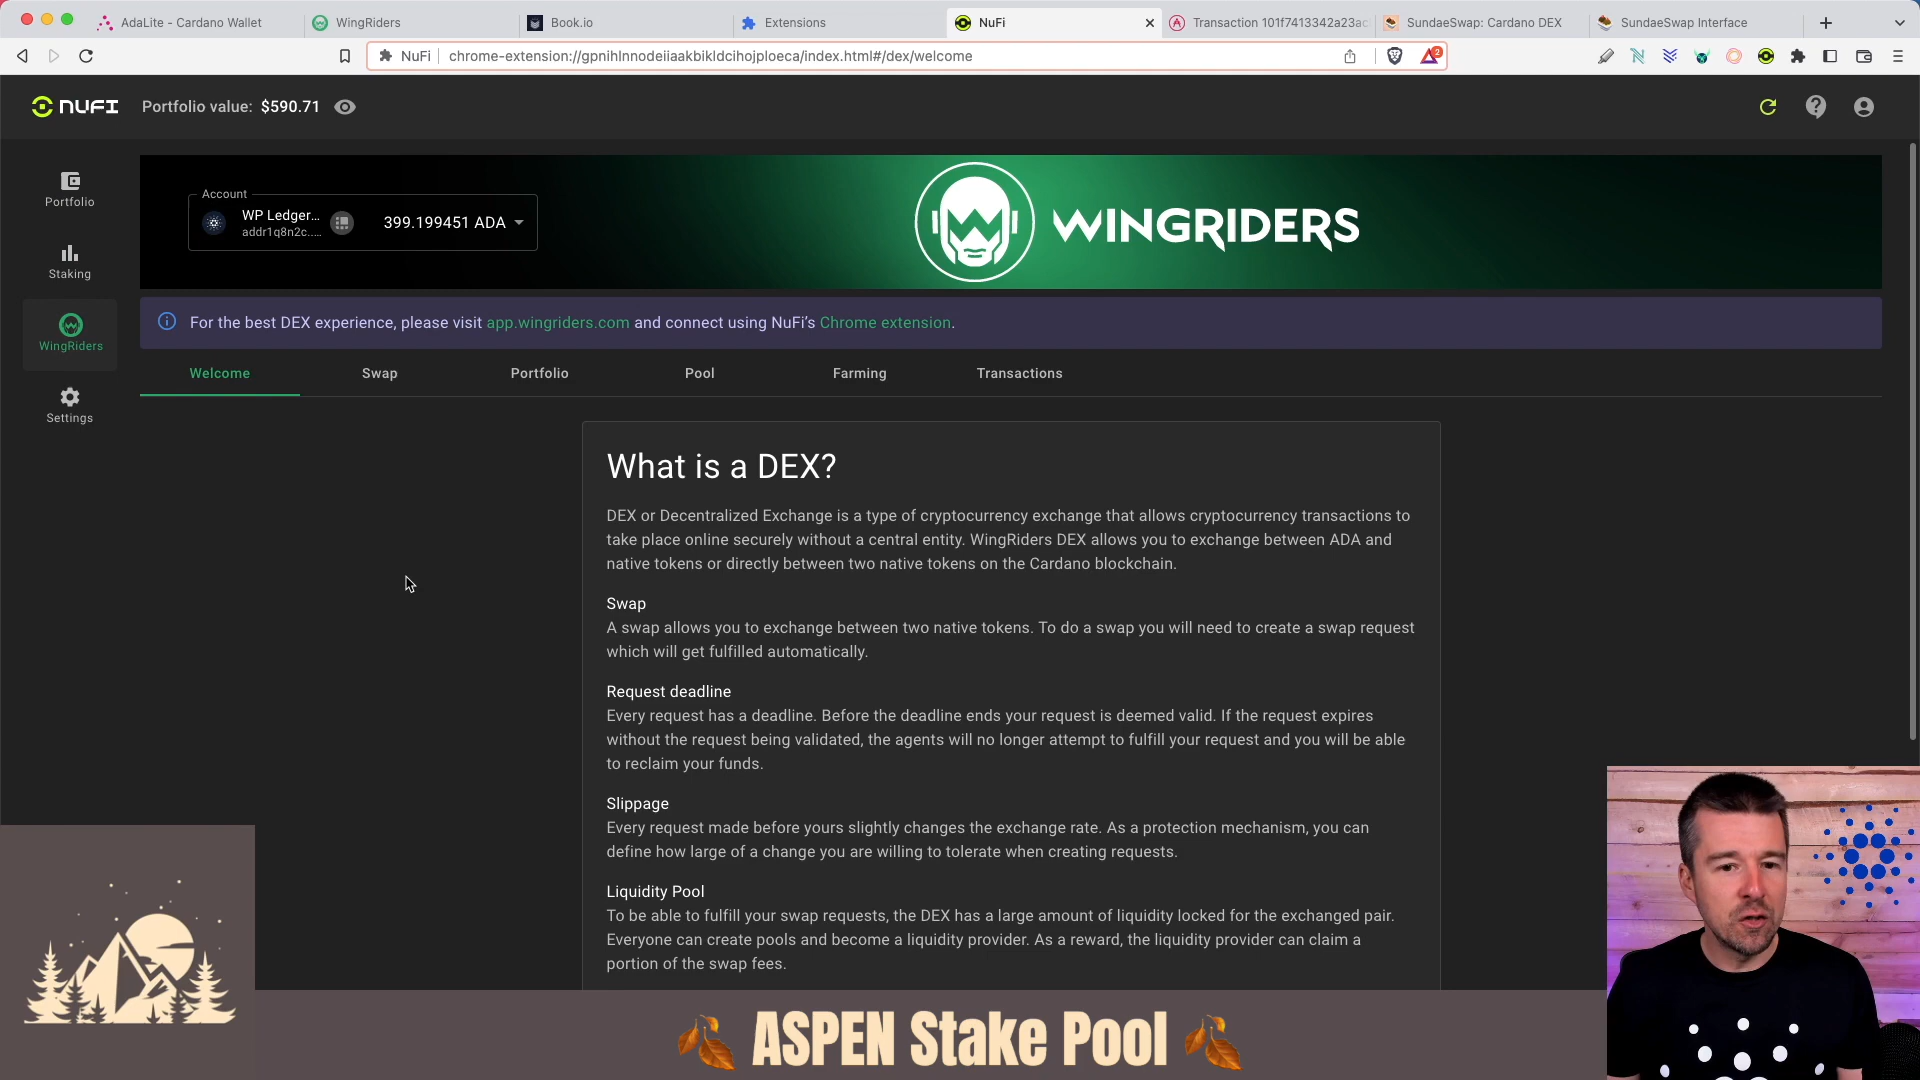 AdaLite - Cardano Wallet
WingRiders
Book.io
Extensions
NuFi
Transaction 101f7413342a23ac
SundaeSwap: Cardano DEX
SundaeSwap Interface
NuFi
chrome-extension://gpnihlnnodeiiaakbikldcihojploeca/index.html#/dex/welcome
2
NUFI
Portfolio value: $590.71
Portfolio
Staking
WingRiders
Settings
Account
WP Ledger...
addr1q8n2c.…
399.199451 ADA
WINGRIDERS
For the best DEX experience, please visit app.wingriders.com and connect using NuFi’s Chrome extension.
Welcome
Swap
Portfolio
Pool
Farming
Transactions
What is a DEX?
DEX or Decentralized Exchange is a type of cryptocurrency exchange that allows cryptocurrency transactions to
take place online securely without a central entity. WingRiders DEX allows you to exchange between ADA and
native tokens or directly between two native tokens on the Cardano blockchain.
Swap
A swap allows you to exchange between two native tokens. To do a swap you will need to create a swap request
which will get fulfilled automatically.
Request deadline
Every request has a deadline. Before the deadline ends your request is deemed valid. If the request expires
without the request being validated, the agents will no longer attempt to fulfill your request and you will be able
to reclaim your funds.
Slippage
Every request made before yours slightly changes the exchange rate. As a protection mechanism, you can
define how large of a change you are willing to tolerate when creating requests.
Liquidity Pool
To be able to fulfill your swap requests, the DEX has a large amount of liquidity locked for the exchanged pair.
Everyone can create pools and become a liquidity provider. As a reward, the liquidity provider can claim a
portion of the swap fees.
ASPEN Stake Pool